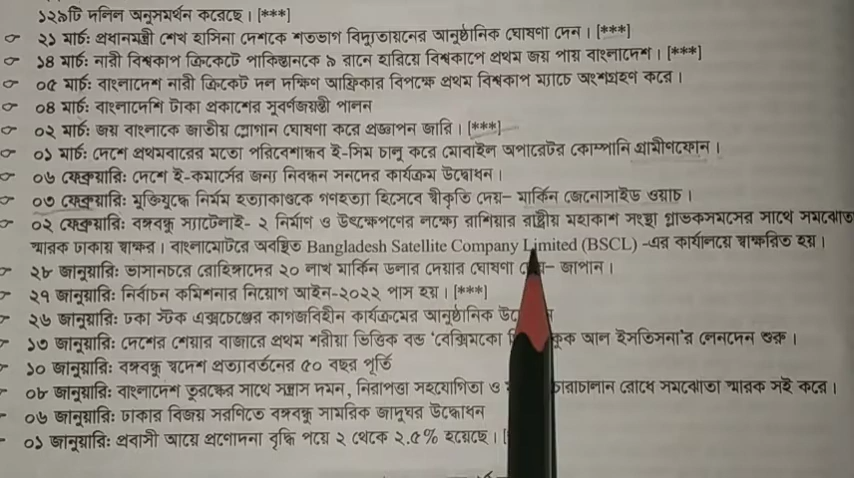 ১২৯টি দলিল অনুসমর্থন করেছে। [***]
২১ মার্চ: প্রধানমন্ত্রী শেখ হাসিনা দেশকে শতভাগ বিদ্যুতায়নের আনুষ্ঠানিক ঘোষণা দেন। [***]
১৪ মার্চ: নারী বিশ্বকাপ ক্রিকেটে পাকিস্তানকে ৯ রানে হারিয়ে বিশ্বকাপে প্রথম জয় পায় বাংলাদেশ। [***]
০৫ মার্চ: বাংলাদেশ নারী ক্রিকেট দল দক্ষিণ আফ্রিকার বিপক্ষে প্রথম বিশ্বকাপ ম্যাচে অংশগ্রহণ করে।
০৪ মার্চ: বাংলাদেশি টাকা প্রকাশের সুবর্ণজয়ন্তী পালন
০২ মার্চ: জয় বাংলাকে জাতীয় স্লোগান ঘোষণা করে প্রজ্ঞাপন জারি। [***]
০১ মার্চ: দেশে প্রথমবারের মতো পরিবেশবান্ধব ই-সিম চালু করে মোবাইল অপারেটর কোম্পানি গ্রামীণফোন।
০৬ ফেব্রুয়ারি: দেশে ই-কমার্সের জন্য নিবন্ধন সনদের কার্যক্রম উদ্বোধন।
০৩ ফেব্রুয়ারি: মুক্তিযুদ্ধে নির্মম হত্যাকাণ্ডকে গণহত্যা হিসেবে স্বীকৃতি দেয়– মার্কিন জেনোসাইড ওয়াচ।
০২ ফেব্রুয়ারি: বঙ্গবন্ধু স্যাটেলাই- ২ নির্মাণ ও উৎক্ষেপণের লক্ষ্যে রাশিয়ার রাষ্ট্রীয় মহাকাশ সংস্থা গ্লাভকসমসের সাথে সমঝোতা
স্মারক ঢাকায় স্বাক্ষর। বাংলামোটরে অবস্থিত Bangladesh Satellite Company Limited (BSCL) -এর কার্যালয়ে স্বাক্ষরিত হয়।
২৮ জানুয়ারি: ভাসানচরে রোহিঙ্গাদের ২০ লাখ মার্কিন ডলার দেয়ার ঘোষণা – জাপান।
২৭ জানুয়ারি: নির্বাচন কমিশনার নিয়োগ আইন-২০২২ পাস হয়। [***]
২৬ জানুয়ারি: ঢাকা স্টক এক্সচেঞ্জের কাগজবিহীন কার্যক্রমের আনুষ্ঠানিক
১৩ জানুয়ারি: দেশের শেয়ার বাজারে প্রথম শরীয়া ভিত্তিক বন্ড ‘বেক্সিমকো আল ইসতিসনা’র লেনদেন শুরু।
১০ জানুয়ারি: বঙ্গবন্ধু স্বদেশ প্রত্যাবর্তনের ৫০ বছর পূর্তি
০৮ জানুয়ারি: বাংলাদেশ তুরস্কের সাথে সন্ত্রাস দমন, নিরাপত্তা সহযোগিতা ও চোরাচালান রোধে সমঝোতা স্মারক সই করে।
০৬ জানুয়ারি: ঢাকার বিজয় সরণিতে বঙ্গবন্ধু সামরিক জাদুঘর উদ্বোধন
০১ জানুয়ারি: প্রবাসী আয়ে প্রণোদনা বৃদ্ধি পয়ে ২ থেকে ২.৫% হয়েছে। [